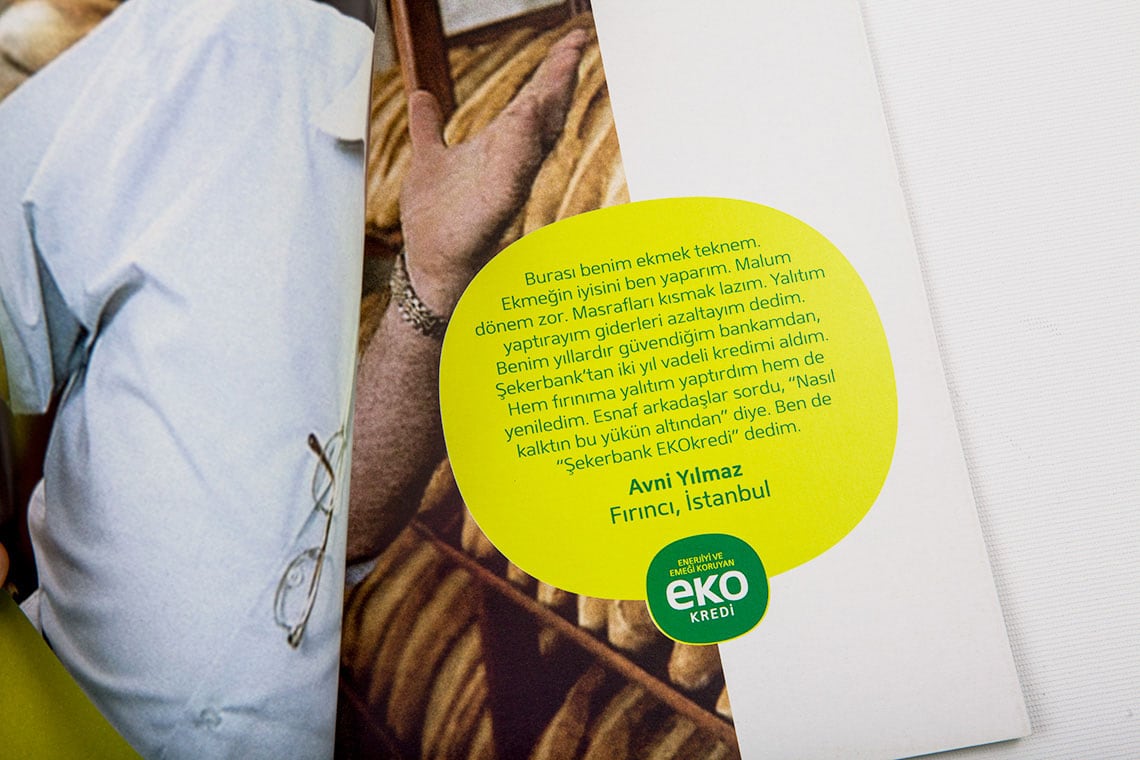 Burası benim ekmek teknem.
Ekmeğin iyisini ben yaparım. Malum
dönem zor. Masrafları kısmak lazım. Yalıtım
yaptırayım giderleri azaltayım dedim.
Benim yıllardır güvendiğim bankamdan,
Şekerbank'tan iki yıl vadeli kredimi aldım.
Hem fırınıma yalıtım yaptırdım hem de
yeniledim. Esnaf arkadaşlar sordu, "Nasıl
kalktın bu yükün altından" diye. Ben de
"Şekerbank EKOkredi" dedim.
Avni Yılmaz
Fırıncı, İstanbul
ENERJİYİ VE
EMEĞİ KORUYAN
eKO
KREDİ